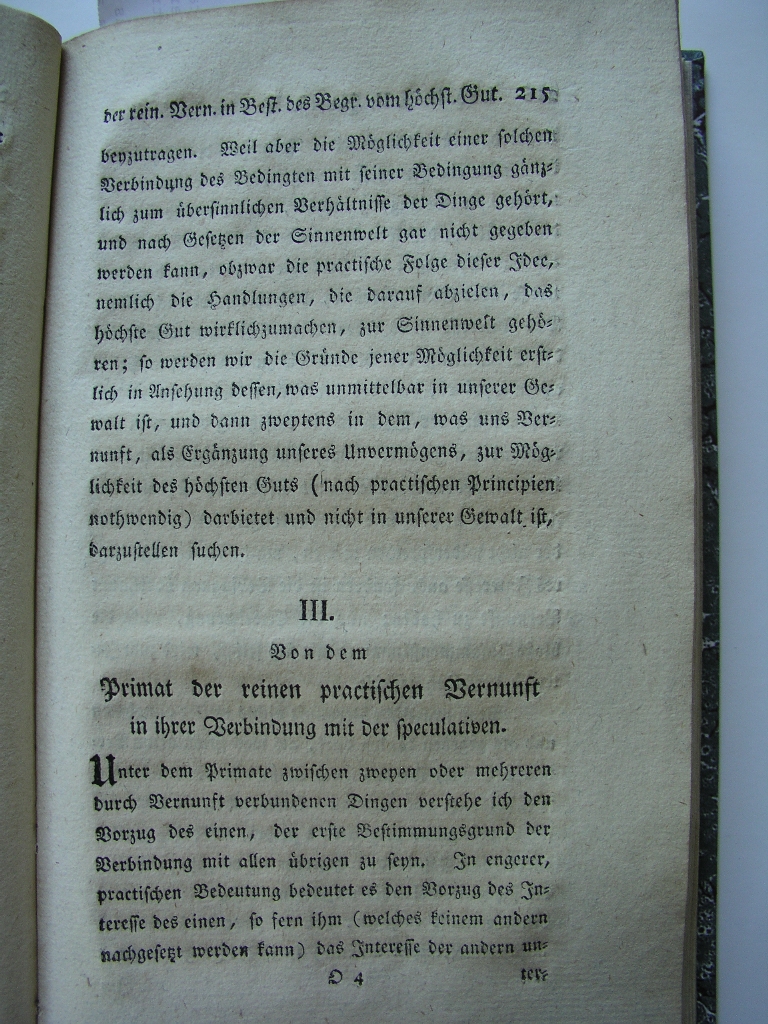 der rein. Vern. in Best. des Begr. vom höchst. Gut. 215
beyzutragen. Weil aber die Möglichkeit einer solchen
Verbindung des Bedingten mit seiner Bedingung gänz-
lich zum übersinnlichen Verhältnisse der Dinge gehört,
und nach Gesetzen der Sinnenwelt gar nicht gegeben
werden kann, obzwar die practische Folge dieser Idee,
nemlich die Handlungen, die darauf abzielen, das
höchste Gut wirklichzumachen, zur Sinnenwelt gehö-
ren; so werden wir die Gründe jener Möglichkeit erst-
lich in Ansehung dessen, was unmittelbar in unserer Ge-
walt ist, und dann zweytens in dem, was uns Ver-
nunft, als Ergänzung unseres Unvermögens, zur Mög-
lichkeit des höchsten Guts (nach practischen Principien
nothwendig) darbietet und nicht in unserer Gewalt ist,
darzustellen suchen.
III.
Von dem
Primat der reinen practischen Vernunft
in ihrer Verbindung mit der speculativen.
Unter dem Primate zwischen zweyen oder mehreren
durch Vernunft verbundenen Dingen verstehe ich den
Vorzug des einen, der erste Bestimmungsgrund der
Verbindung mit allen übrigen zu seyn. In engerer,
practischen Bedeutung bedeutet es den Vorzug des In-
teresse des einen, so fern ihm (welches keinem andern
nachgesetzt werden kann) das Interesse der andern un-
O 4 ter-